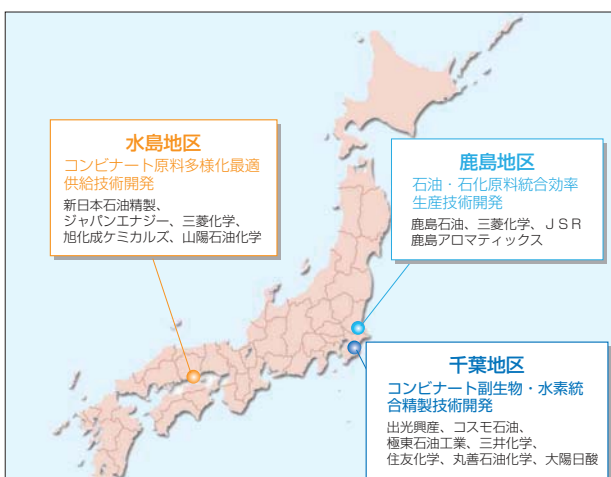 水島地区
コンビナート原料多様化最適
供給技術開発
新日本石油精製、
ジャパンエナジー、三菱化学、
旭化成ケミカルズ、山陽石油化学
鹿島地区
石油・石化原料統合効率
生産技術開発
鹿島石油、三菱化学、ＪＳＲ
鹿島アロマティックス
千葉地区
コンビナート副生物・水素統
合精製技術開発
出光興産、コスモ石油、
極東石油工業、三井化学、
住友化学、丸善石油化学、大陽日酸